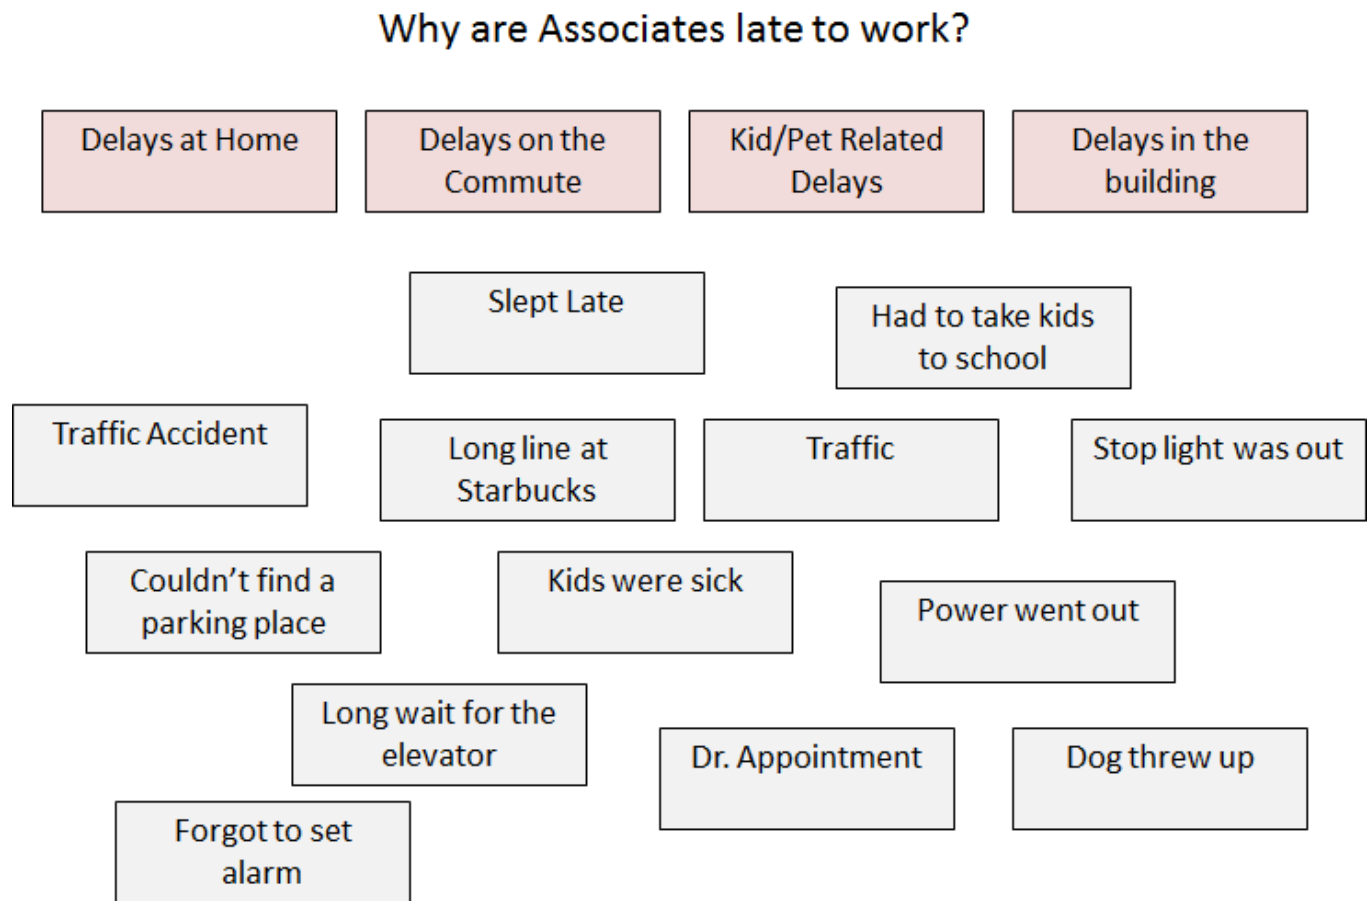 Why are Associates late to work?
Delays at Home
Delays on the
Commute
Kid/Pet Related
Delays
Delays in the
building
Slept Late
Had to take kids
to school
Traffic Accident
Long line at
Starbucks
Traffic
Stop light was out
Couldn’t find a
parking place
Kids were sick
Power went out
Long wait for the
elevator
Dr. Appointment
Dog threw up
Forgot to set
alarm